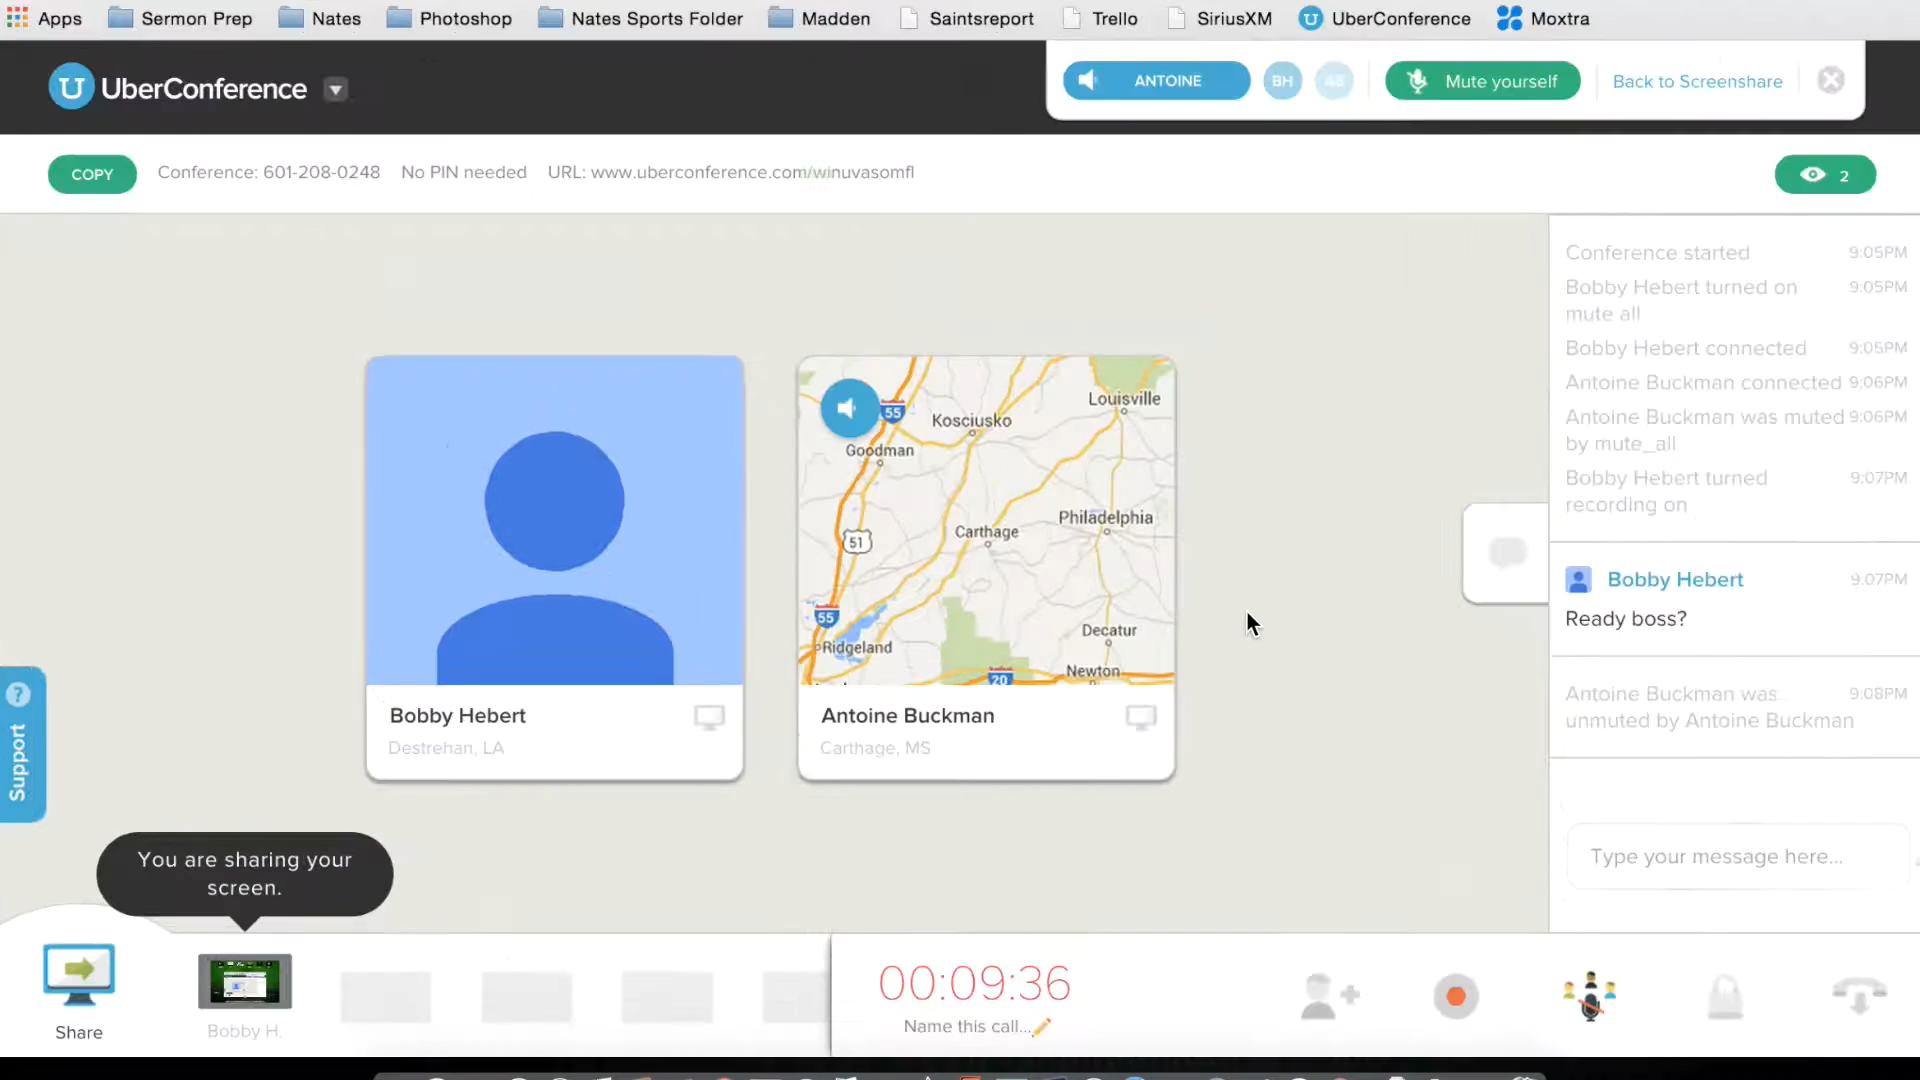 Apps Sermon Prep Nates Photoshop Nates Sports Folder Madden Saintsreport Trello SiriusXM UberConference Moxtra
UberConference
ANTOINE BH AB Mute yourself Back to Screenshare
COPY Conference: 601-208-0248 No PIN needed URL: www.uberconference.com/winuvasomfl 2
Conference started 9:05PM
Bobby Hebert turned on 9:05PM
mute all
Bobby Hebert connected 9:05PM
Antoine Buckman connected 9:06PM
Antoine Buckman was muted 9:06PM
by mute_all
Bobby Hebert turned 9:07PM
recording on
Bobby Hebert 9:07PM
Ready boss?
Antoine Buckman was 9:08PM
unmuted by Antoine Buckman
Type your message here...
Louisville
55
Kosciusko
Goodman
Philadelphia
Carthage
51
55
Decatur
Ridgeland
Newton
20
Bobby Hebert
Destrehan, LA
Antoine Buckman
Carthage, MS
? Support
You are sharing your
screen.
Share
Bobby H.
00:09:36
Name this call...